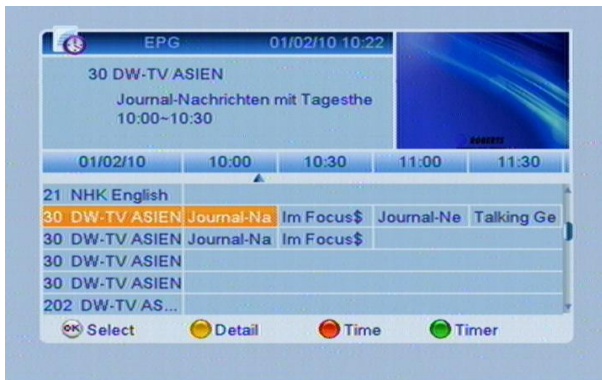 EPG 01/02/10 10:22
30 DW-TV ASIEN
Journal-Nachrichten mit Tagesthe
10:00~10:30
ROBERTS
01/02/10 10:00 10:30 11:00 11:30
21 NHK English
30 DW-TV ASIEN Journal-Na Im Focus$ Journal-Ne Talking Ge
30 DW-TV ASIEN Journal-Na Im Focus$
30 DW-TV ASIEN
30 DW-TV ASIEN
202 DW-TV AS...
OK Select Detail Time Timer